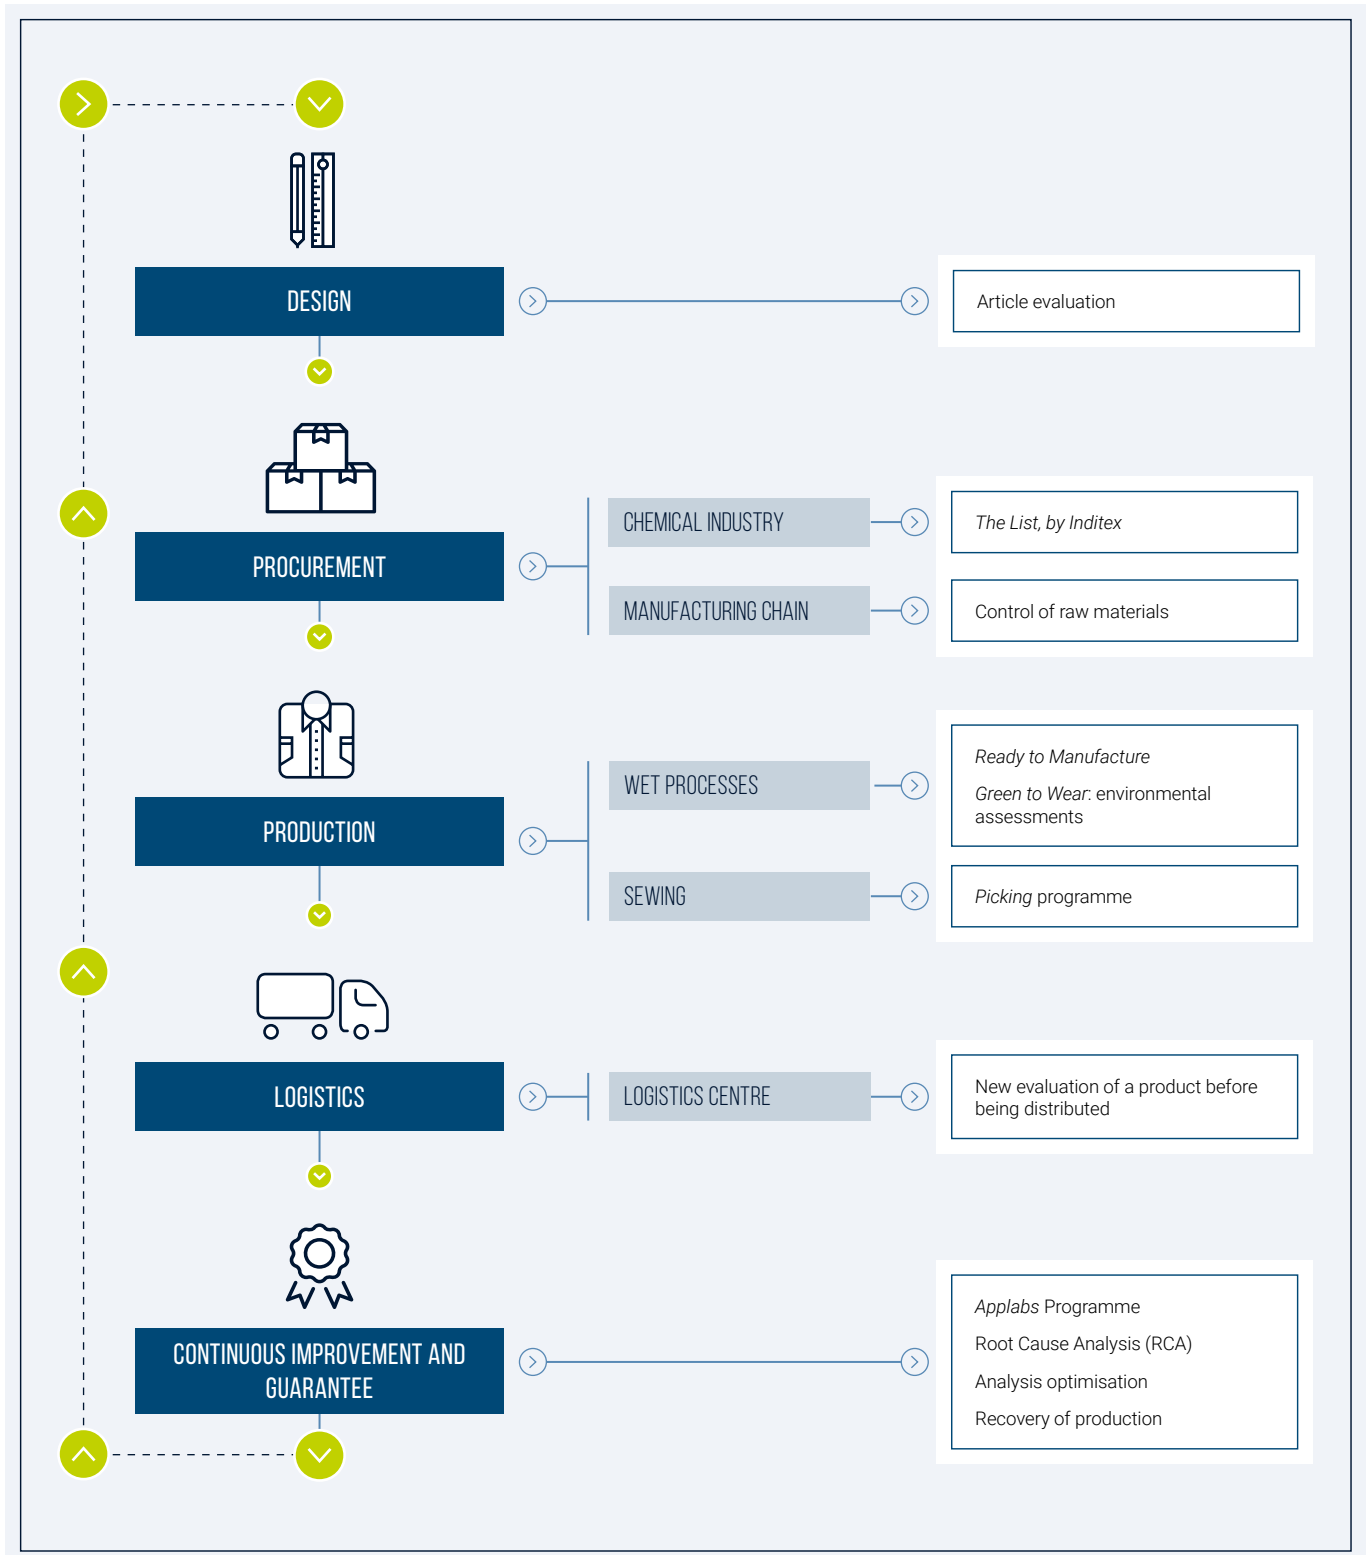 DESIGN
Article evaluation
PROCUREMENT
CHEMICAL INDUSTRY
The List, by Inditex
MANUFACTURING CHAIN
Control of raw materials
PRODUCTION
WET PROCESSES
Ready to Manufacture
Green to Wear: environmental
assessments
SEWING
Picking programme
LOGISTICS
LOGISTICS CENTRE
New evaluation of a product before
being distributed
CONTINUOUS IMPROVEMENT AND
GUARANTEE
Applabs Programme
Root Cause Analysis (RCA)
Analysis optimisation
Recovery of production